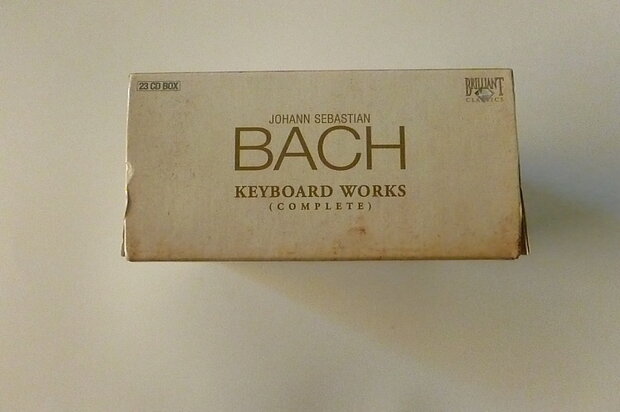 23 CD BOX
BRILLIANT
CLASSICS
JOHANN SEBASTIAN
BACH
KEYBOARD WORKS
(COMPLETE)